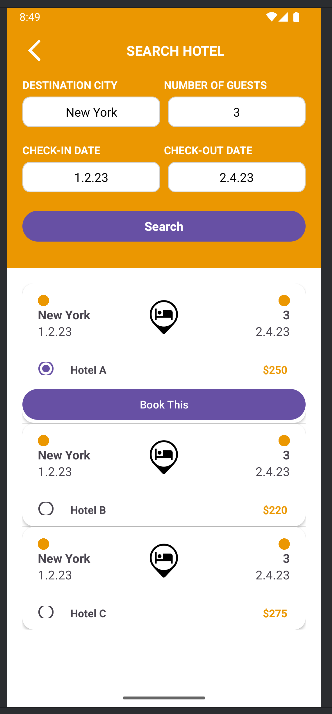 8:49
SEARCH HOTEL
DESTINATION CITY NUMBER OF GUESTS
New York 3
CHECK-IN DATE CHECK-OUT DATE
1.2.23 2.4.23
Search
New York 3
1.2.23 2.4.23
Hotel A $250
Book This
New York 3
1.2.23 2.4.23
Hotel B $220
New York 3
1.2.23 2.4.23
Hotel C $275